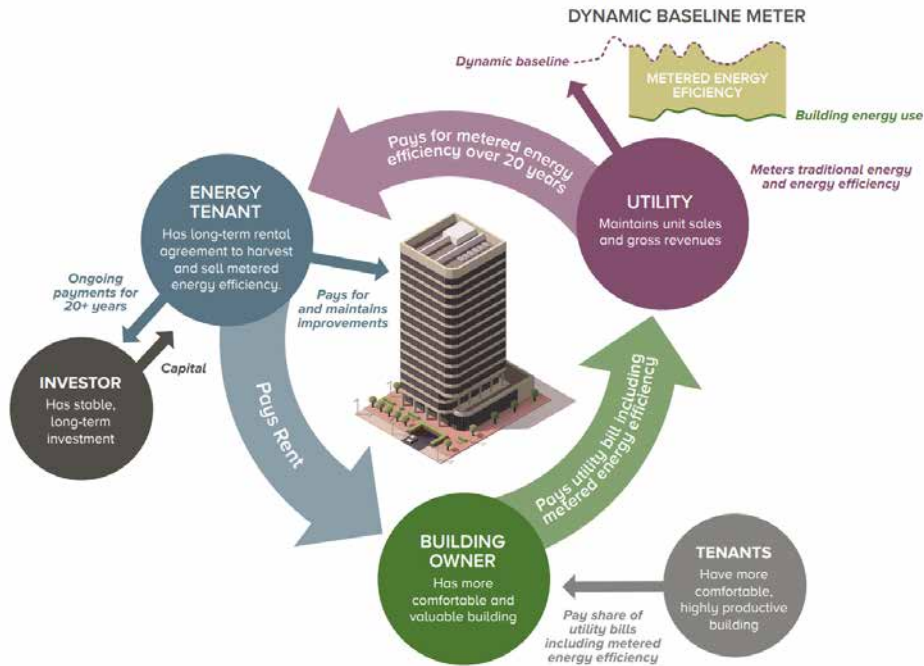 DYNAMIC BASELINE METER
Dynamic baseline
METERED ENERGY
EFICIENCY
Building energy use
Pays for metered energy
efficiency over 20 years
UTILITY
Maintains unit sales
and gross revenues
Meters traditional energy
and energy efficiency
ENERGY
TENANT
Has long-term rental
agreement to harvest
and sell metered
energy efficiency.
Pays for
and maintains
improvements
Ongoing
payments for
20+ years
Capital
INVESTOR
Has stable,
long-term
investment
Pays Rent
Pays utility bill including
metered energy efficiency
BUILDING
OWNER
Has more
comfortable and
valuable building
Pay share of
utility bills
including metered
energy efficiency
TENANTS
Have more
comfortable,
highly productive
building